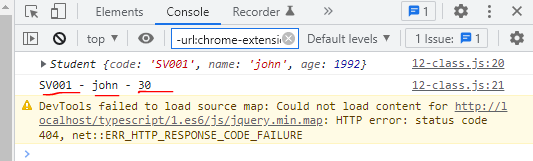 Elements Console Recorder 1
top -url:chrome-extensio Default levels 1 Issue: 1
Student {code: 'SV001', name: 'john', age: 1992} 12-class.js:20
SV001 - john - 30 12-class.js:21
DevTools failed to load source map: Could not load content for http://l
ocalhost/typescript/1.es6/js/jquery.min.map: HTTP error: status code
404, net::ERR_HTTP_RESPONSE_CODE_FAILURE